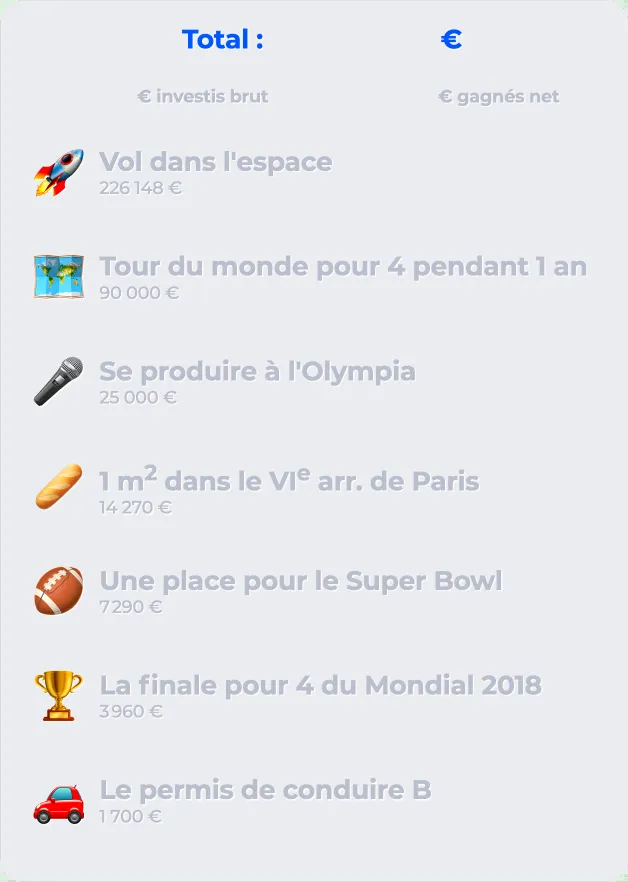 Total : €
€ investis brut € gagnés net
Vol dans l'espace
226 148 €
Tour du monde pour 4 pendant 1 an
90 000 €
Se produire à l'Olympia
25 000 €
1 m² dans le VIᵉ arr. de Paris
14 270 €
Une place pour le Super Bowl
7 290 €
La finale pour 4 du Mondial 2018
3 960 €
Le permis de conduire B
1 700 €